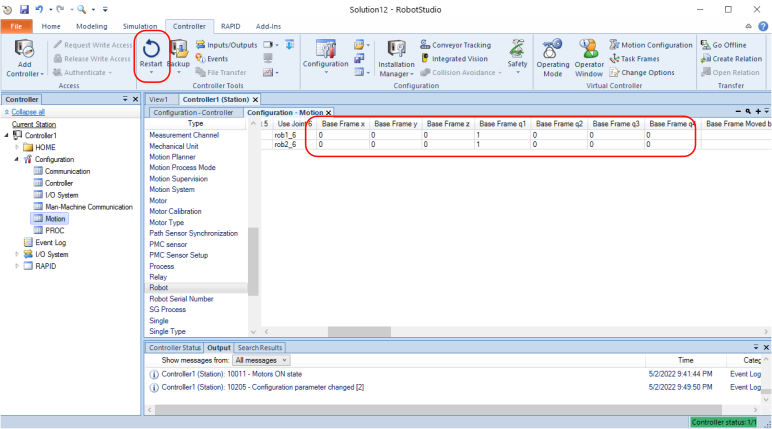 Solution12 - RobotStudio
File Home Modeling Simulation Controller RAPID Add-Ins
Add Controller
Request Write Access
Release Write Access
Authenticate
Access
Restart
Backup
Inputs/Outputs
Events
File Transfer
Controller Tools
Configuration
Installation Manager
Conveyor Tracking
Integrated Vision
Collision Avoidance
Safety
Configuration
Operating Mode
Operator Window
Motion Configuration
Task Frames
Change Options
Virtual Controller
Go Offline
Create Relation
Open Relation
Transfer
Controller
Collapse all
Current Station
Controller1
HOME
Configuration
Communication
Controller
I/O System
Man-Machine Communication
Motion
PROC
Event Log
I/O System
RAPID
View1 Controller1 (Station)
Configuration - Controller Configuration - Motion
Type
Measurement Channel
Mechanical Unit
Motion Planner
Motion Process Mode
Motion Supervision
Motion System
Motor
Motor Calibration
Motor Type
Path Sensor Synchronization
PMC sensor
PMC Sensor Setup
Process
Relay
Robot
Robot Serial Number
SG Process
Single
Single Type
5 Use Joint 6 Base Frame x Base Frame y Base Frame z Base Frame q1 Base Frame q2 Base Frame q3 Base Frame q4 Base Frame Moved b
rob1_6 0 0 0 1 0 0 0
rob2_6 0 0 0 1 0 0 0
Controller Status Output Search Results
Show messages from: All messages
Time Categ
Controller1 (Station): 10011 - Motors ON state 5/2/2022 9:41:44 PM Event Log
Controller1 (Station): 10205 - Configuration parameter changed [2] 5/2/2022 9:49:50 PM Event Log
Controller status: 1/1